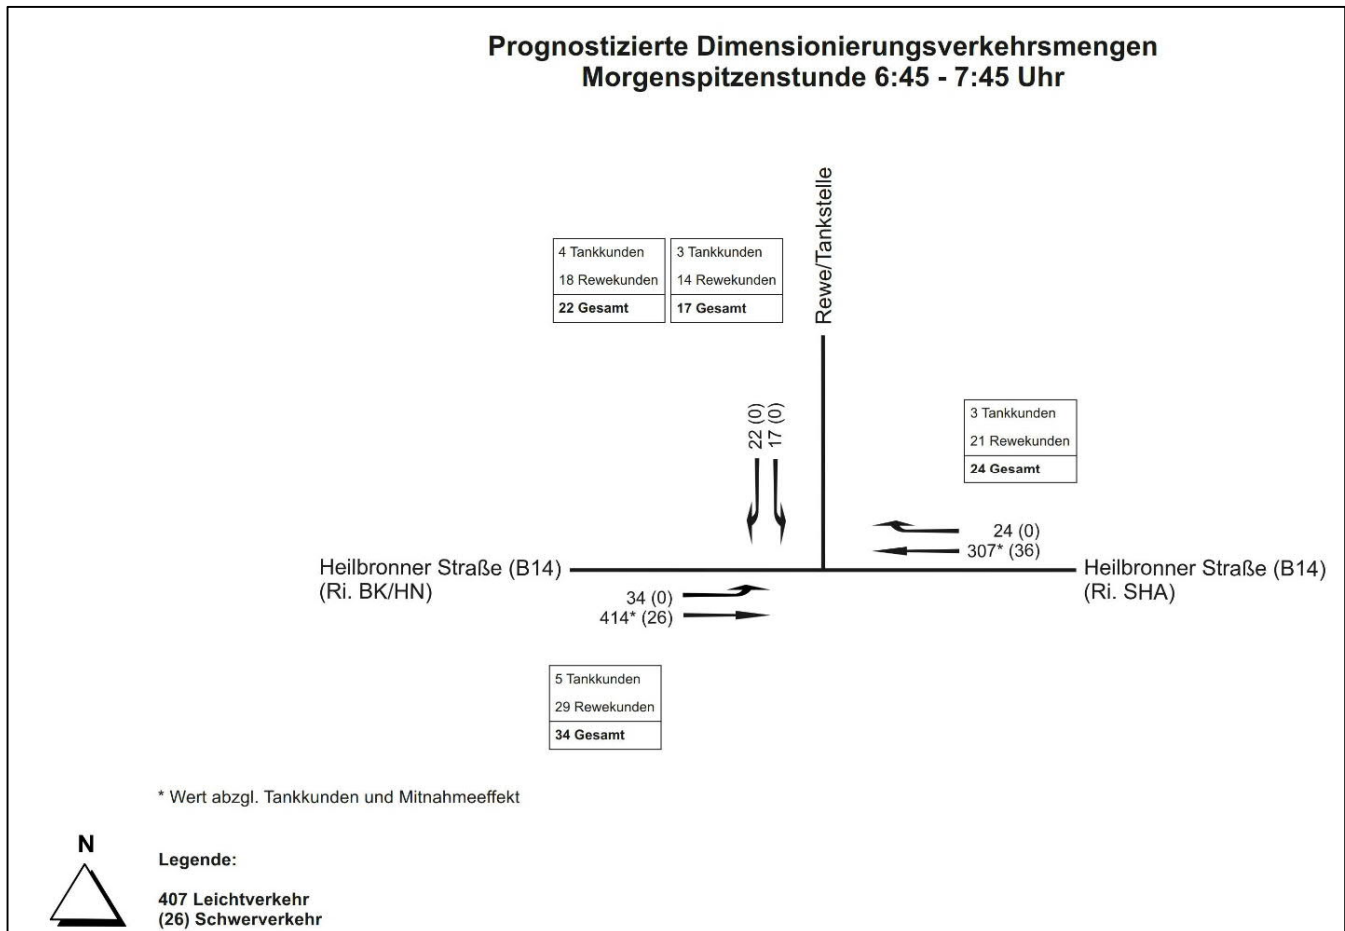 Prognostizierte Dimensionierungsverkehrsmengen
Morgenspitzenstunde 6:45 - 7:45 Uhr
Rewe/Tankstelle
4 Tankkunden
18 Rewekunden
22 Gesamt
3 Tankkunden
14 Rewekunden
17 Gesamt
22 (0)
17 (0)
3 Tankkunden
21 Rewekunden
24 Gesamt
24 (0)
307* (36)
Heilbronner Straße (B14)
(Ri. BK/HN)
Heilbronner Straße (B14)
(Ri. SHA)
34 (0)
414* (26)
5 Tankkunden
29 Rewekunden
34 Gesamt
* Wert abzgl. Tankkunden und Mitnahmeeffekt
N
Legende:
407 Leichtverkehr
(26) Schwerverkehr